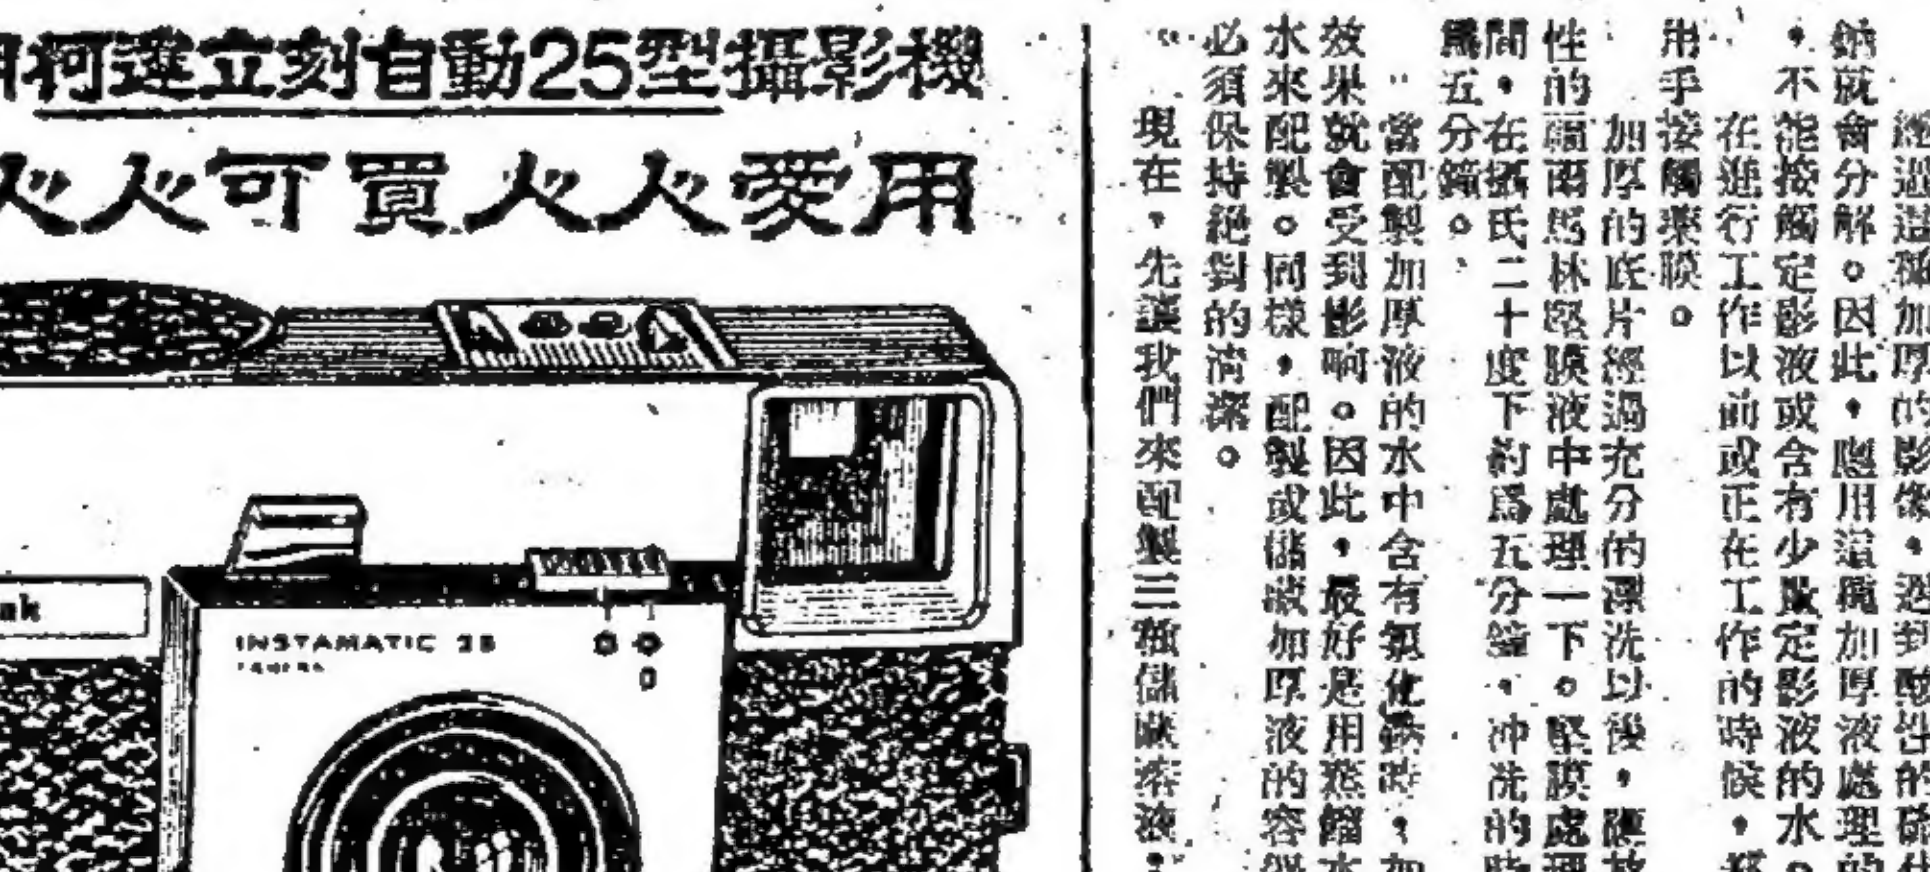 用柯達立刻自動25型攝影機
人人可買人人愛用
ak
INSTAMATIC 25
CAMERA
經過這種加厚的影像,遇到酸性的硫代
鈉就會分解。因此,應用這種加厚液處理的
,不能接觸定影液或含有少量定影液的水。
在進行工作以前或正在工作的時候,都
用手接觸藥膜。
加厚的底片經過充分的漂洗以後,應放
性的福爾馬林堅膜液中處理一下。堅膜處理
間,在攝氏二十度下約爲五分鐘,冲洗的時
爲五分鐘。
當配製加厚液的水中含有氯化時,加
效果就會受到影响。因此,最好是用蒸餾水
水來配製。同樣,配製或儲藏加厚液的容
必須保持絕對的清潔。
現在,先讓我們來配製三種儲藏溶液: